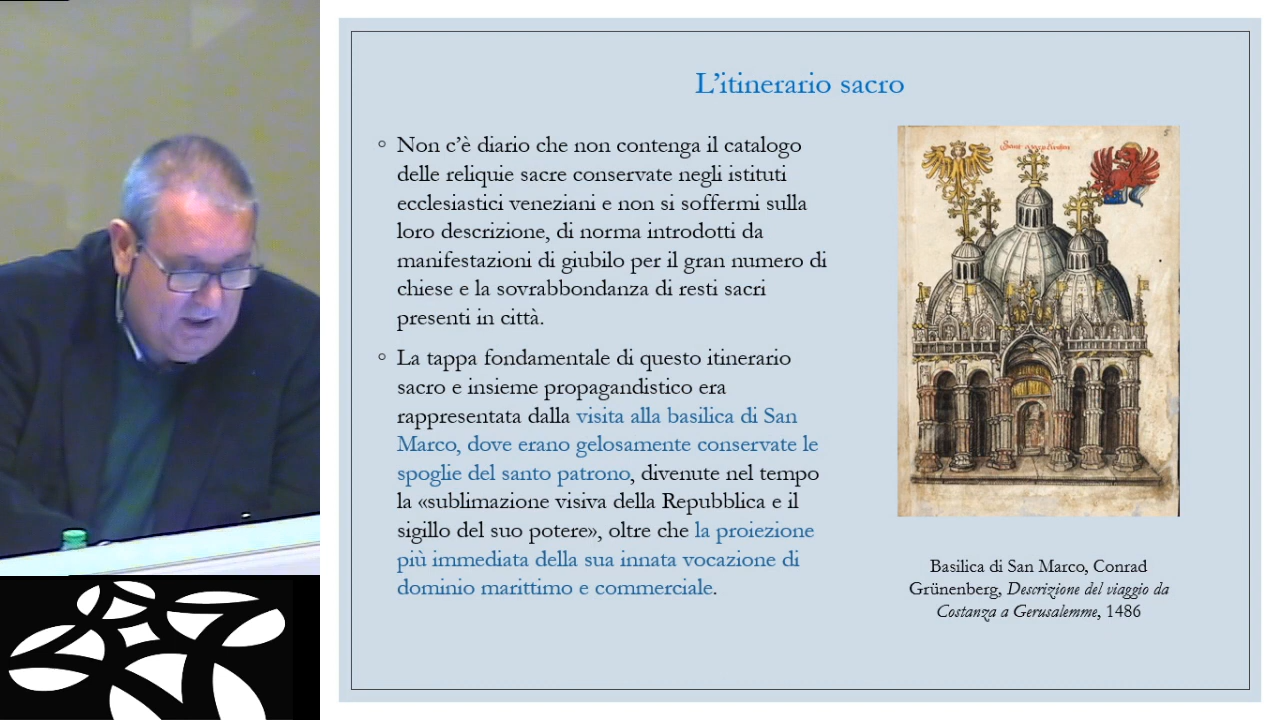 L'itinerario sacro
Non c'è diario che non contenga il catalogo
delle reliquie sacre conservate negli istituti
ecclesiastici veneziani e non si soffermi sulla
loro descrizione, di norma introdotti da
manifestazioni di giubilo per il gran numero di
chiese e la sovrabbondanza di resti sacri
presenti in città.
La tappa fondamentale di questo itinerario
sacro e insieme propagandistico era
rappresentata dalla visita alla basilica di San
Marco, dove erano gelosamente conservate le
spoglie del santo patrono, divenute nel tempo
la «sublimazione visiva della Repubblica e il
sigillo del suo potere», oltre che la proiezione
più immediata della sua innata vocazione di
dominio marittimo e commerciale.
Basilica di San Marco, Conrad
Grünenberg, Descrizione del viaggio da
Costanza a Gerusalemme, 1486